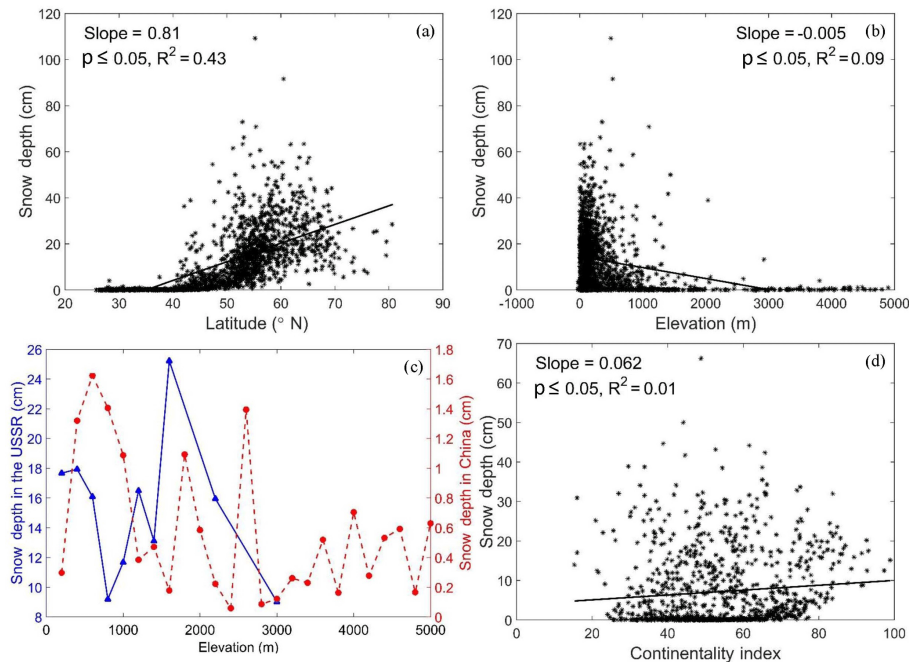 Slope = 0.81
p ≤ 0.05, R² = 0.43
(a)
120
100
80
60
40
20
0
Snow depth (cm)
20 30 40 50 60 70 80 90
Latitude (° N)
Slope = -0.005
p ≤ 0.05, R² = 0.09
(b)
120
100
80
60
40
20
0
Snow depth (cm)
-1000 0 1000 2000 3000 4000 5000
Elevation (m)
(c)
26
24
22
20
18
16
14
12
10
8
Snow depth in the USSR (cm)
0 1000 2000 3000 4000 5000
Elevation (m)
1.8
1.6
1.4
1.2
1
0.8
0.6
0.4
0.2
0
Snow depth in China (cm)
Slope = 0.062
p ≤ 0.05, R² = 0.01
(d)
70
60
50
40
30
20
10
0
Snow depth (cm)
0 20 40 60 80 100
Continentality index